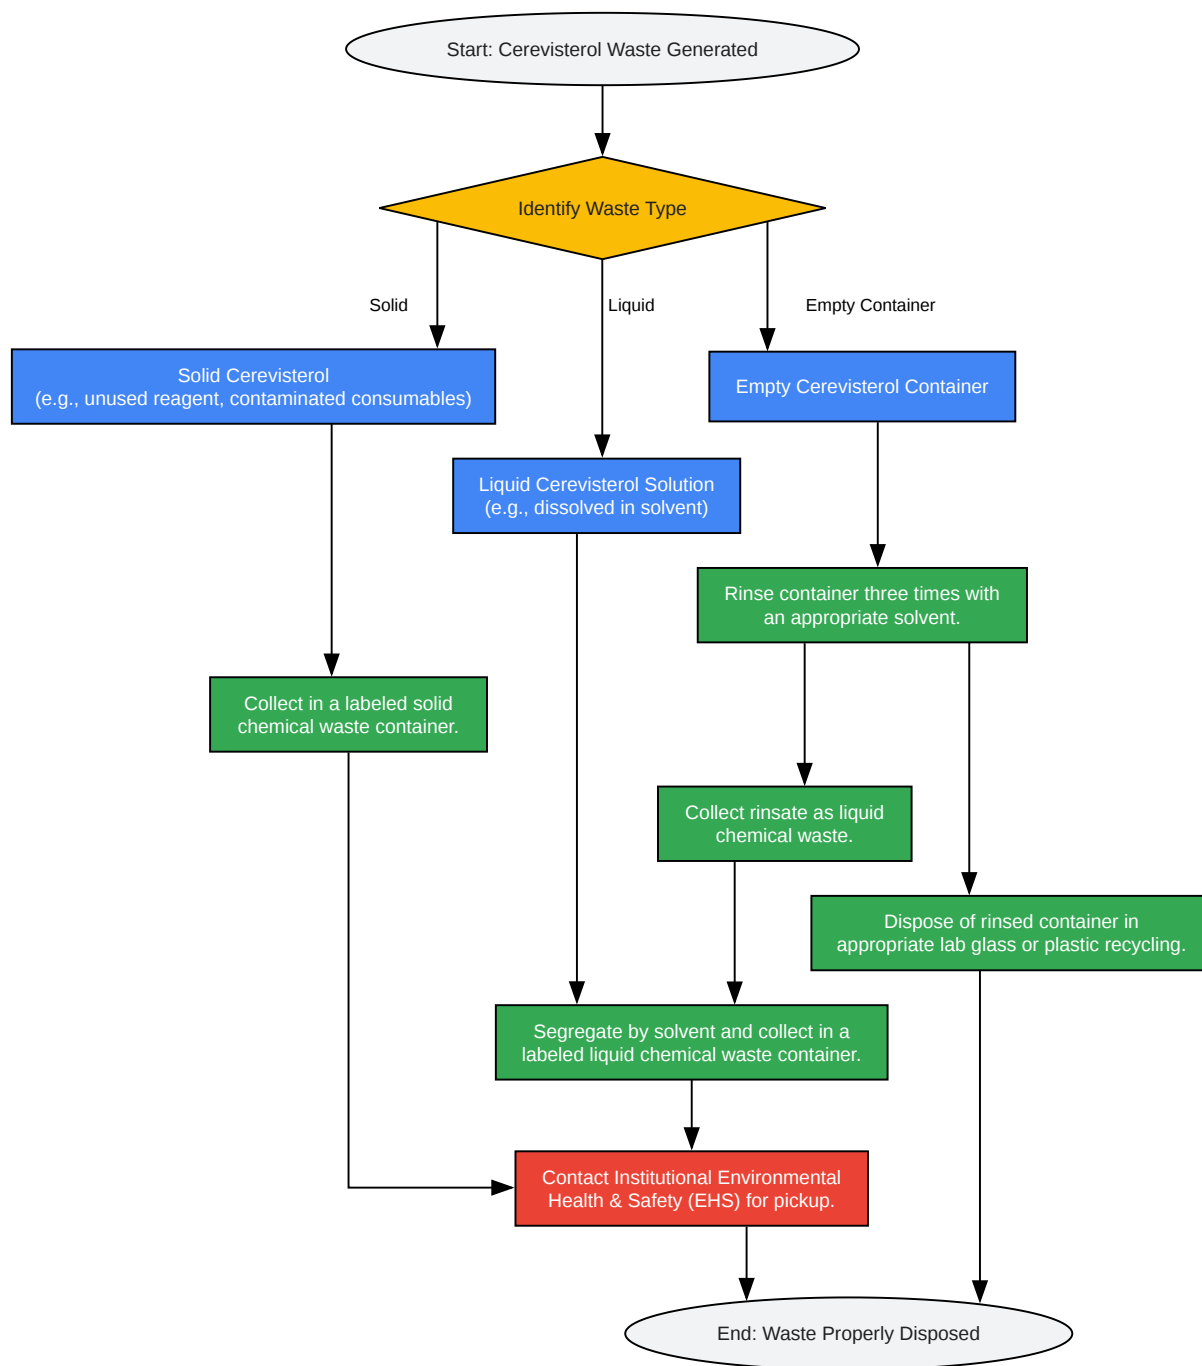 Start: Cerevisterol Waste Generated
Identify Waste Type
Solid
Liquid
Empty Container
Solid Cerevisterol
(e.g., unused reagent, contaminated consumables)
Empty Cerevisterol Container
Liquid Cerevisterol Solution
(e.g., dissolved in solvent)
Rinse container three times with
an appropriate solvent.
Collect in a labeled solid
chemical waste container.
Collect rinsate as liquid
chemical waste.
Dispose of rinsed container in
appropriate lab glass or plastic recycling.
Segregate by solvent and collect in a
labeled liquid chemical waste container.
Contact Institutional Environmental
Health & Safety (EHS) for pickup.
End: Waste Properly Disposed